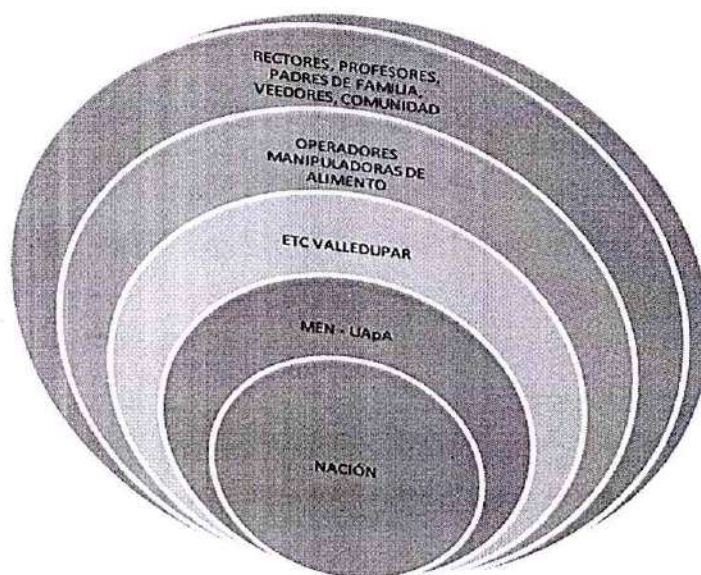 RECTORES, PROFESORES,
PADRES DE FAMILIA,
VEEDORES, COMUNIDAD
OPERADORES
MANIPULADORAS DE
ALIMENTO
ETC VALLEDUPAR
MEN - UApA
NACIÓN